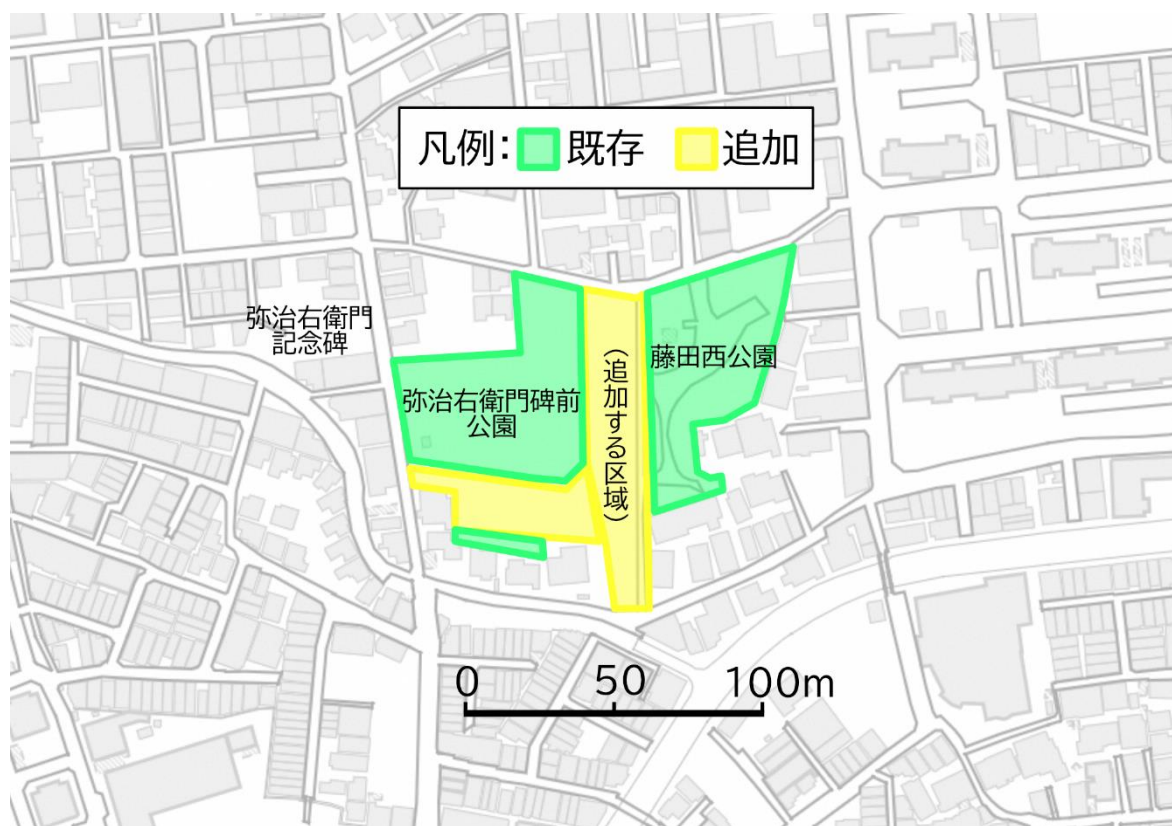 凡例：既存 追加
弥治右衛門
記念碑
弥治右衛門碑前
公園
（追加する区域）
藤田西公園
0 50 100m